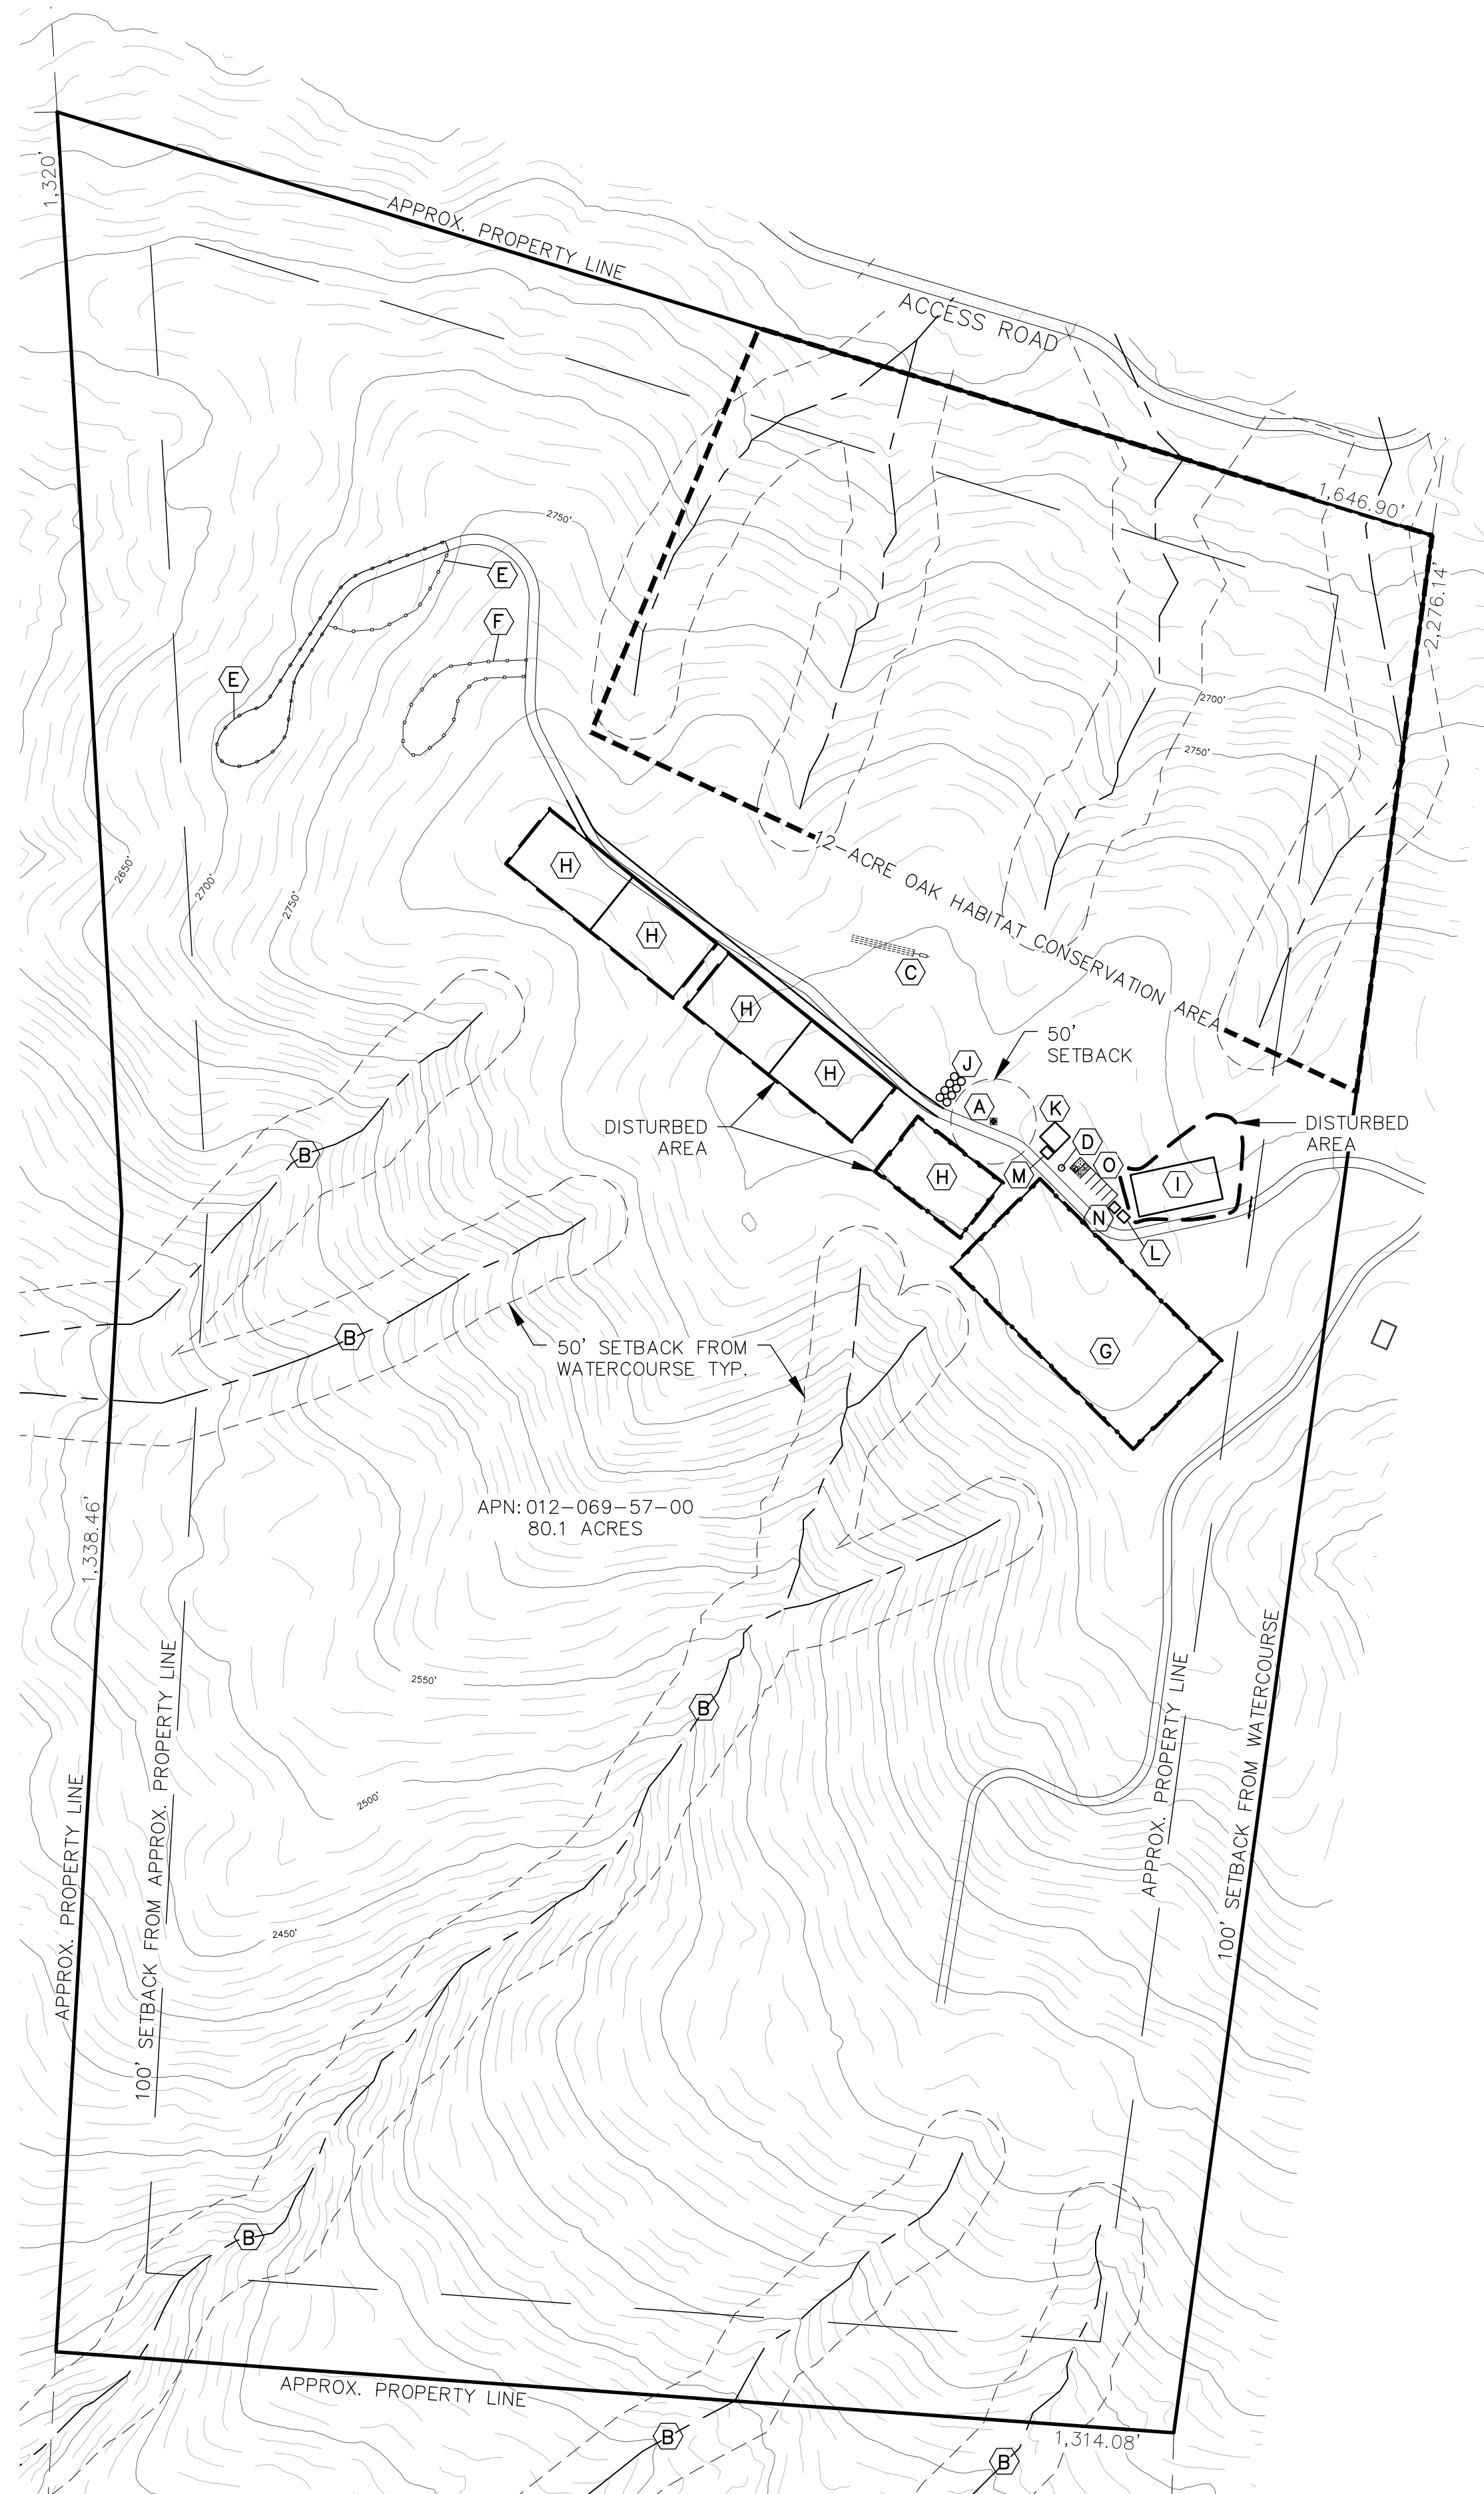 1,320'
APPROX. PROPERTY LINE
ACCESS ROAD
1,646.90'
2,276.14'
2750'
E
F
E
2700'
2750'
12-ACRE OAK HABITAT CONSERVATION AREA
H
2650'
2700'
2750'
H
C
H
50'
SETBACK
H
J
A
K
DISTURBED
AREA
DISTURBED
AREA
D
O
B
H
M
I
N
L
B
50' SETBACK FROM
WATERCOURSE TYP.
G
APN: 012-069-57-00
80.1 ACRES
1,338.46'
2550'
B
2500'
APPROX. PROPERTY LINE
100' SETBACK FROM APPROX. PROPERTY LINE
APPROX. PROPERTY LINE
100' SETBACK FROM WATERCOURSE
2450'
B
APPROX. PROPERTY LINE
B
1,314.08'
B